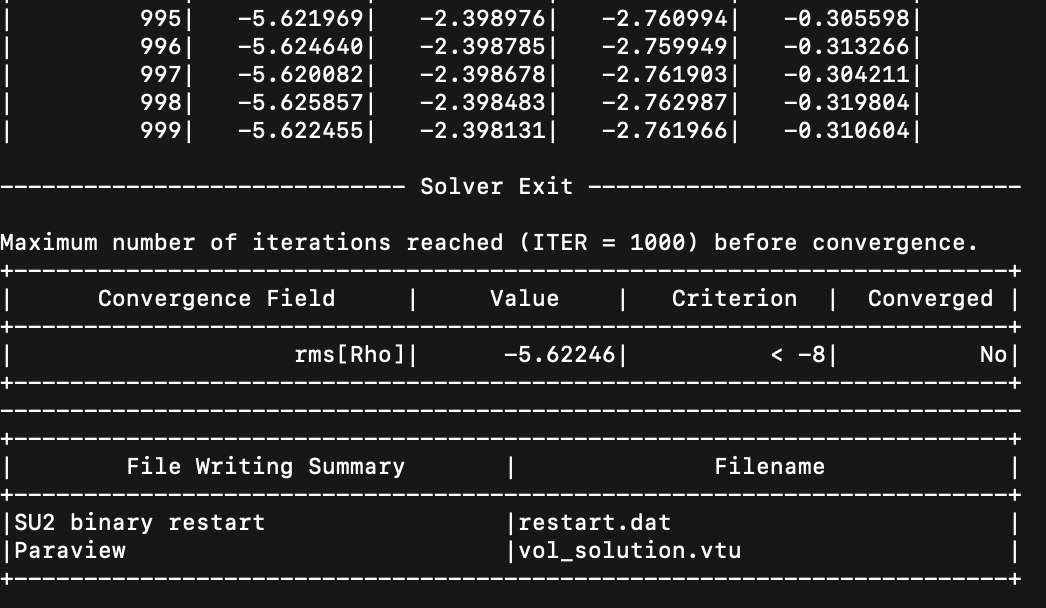 | 995| -5.621969| -2.398976| -2.760994| -0.305598|
| 996| -5.624640| -2.398785| -2.759949| -0.313266|
| 997| -5.620082| -2.398678| -2.761903| -0.304211|
| 998| -5.625857| -2.398483| -2.762987| -0.319804|
| 999| -5.622455| -2.398131| -2.761966| -0.310604|
----------------------------- Solver Exit -------------------------------
Maximum number of iterations reached (ITER = 1000) before convergence.
+-----------------------------------------------------------------------+
| Convergence Field | Value | Criterion | Converged |
+-----------------------------------------------------------------------+
| rms[Rho]| -5.62246| < -8| No|
+-----------------------------------------------------------------------+
-------------------------------------------------------------------------
+-----------------------------------------------------------------------+
| File Writing Summary | Filename |
+-----------------------------------------------------------------------+
|SU2 binary restart |restart.dat |
|Paraview |vol_solution.vtu |
+-----------------------------------------------------------------------+